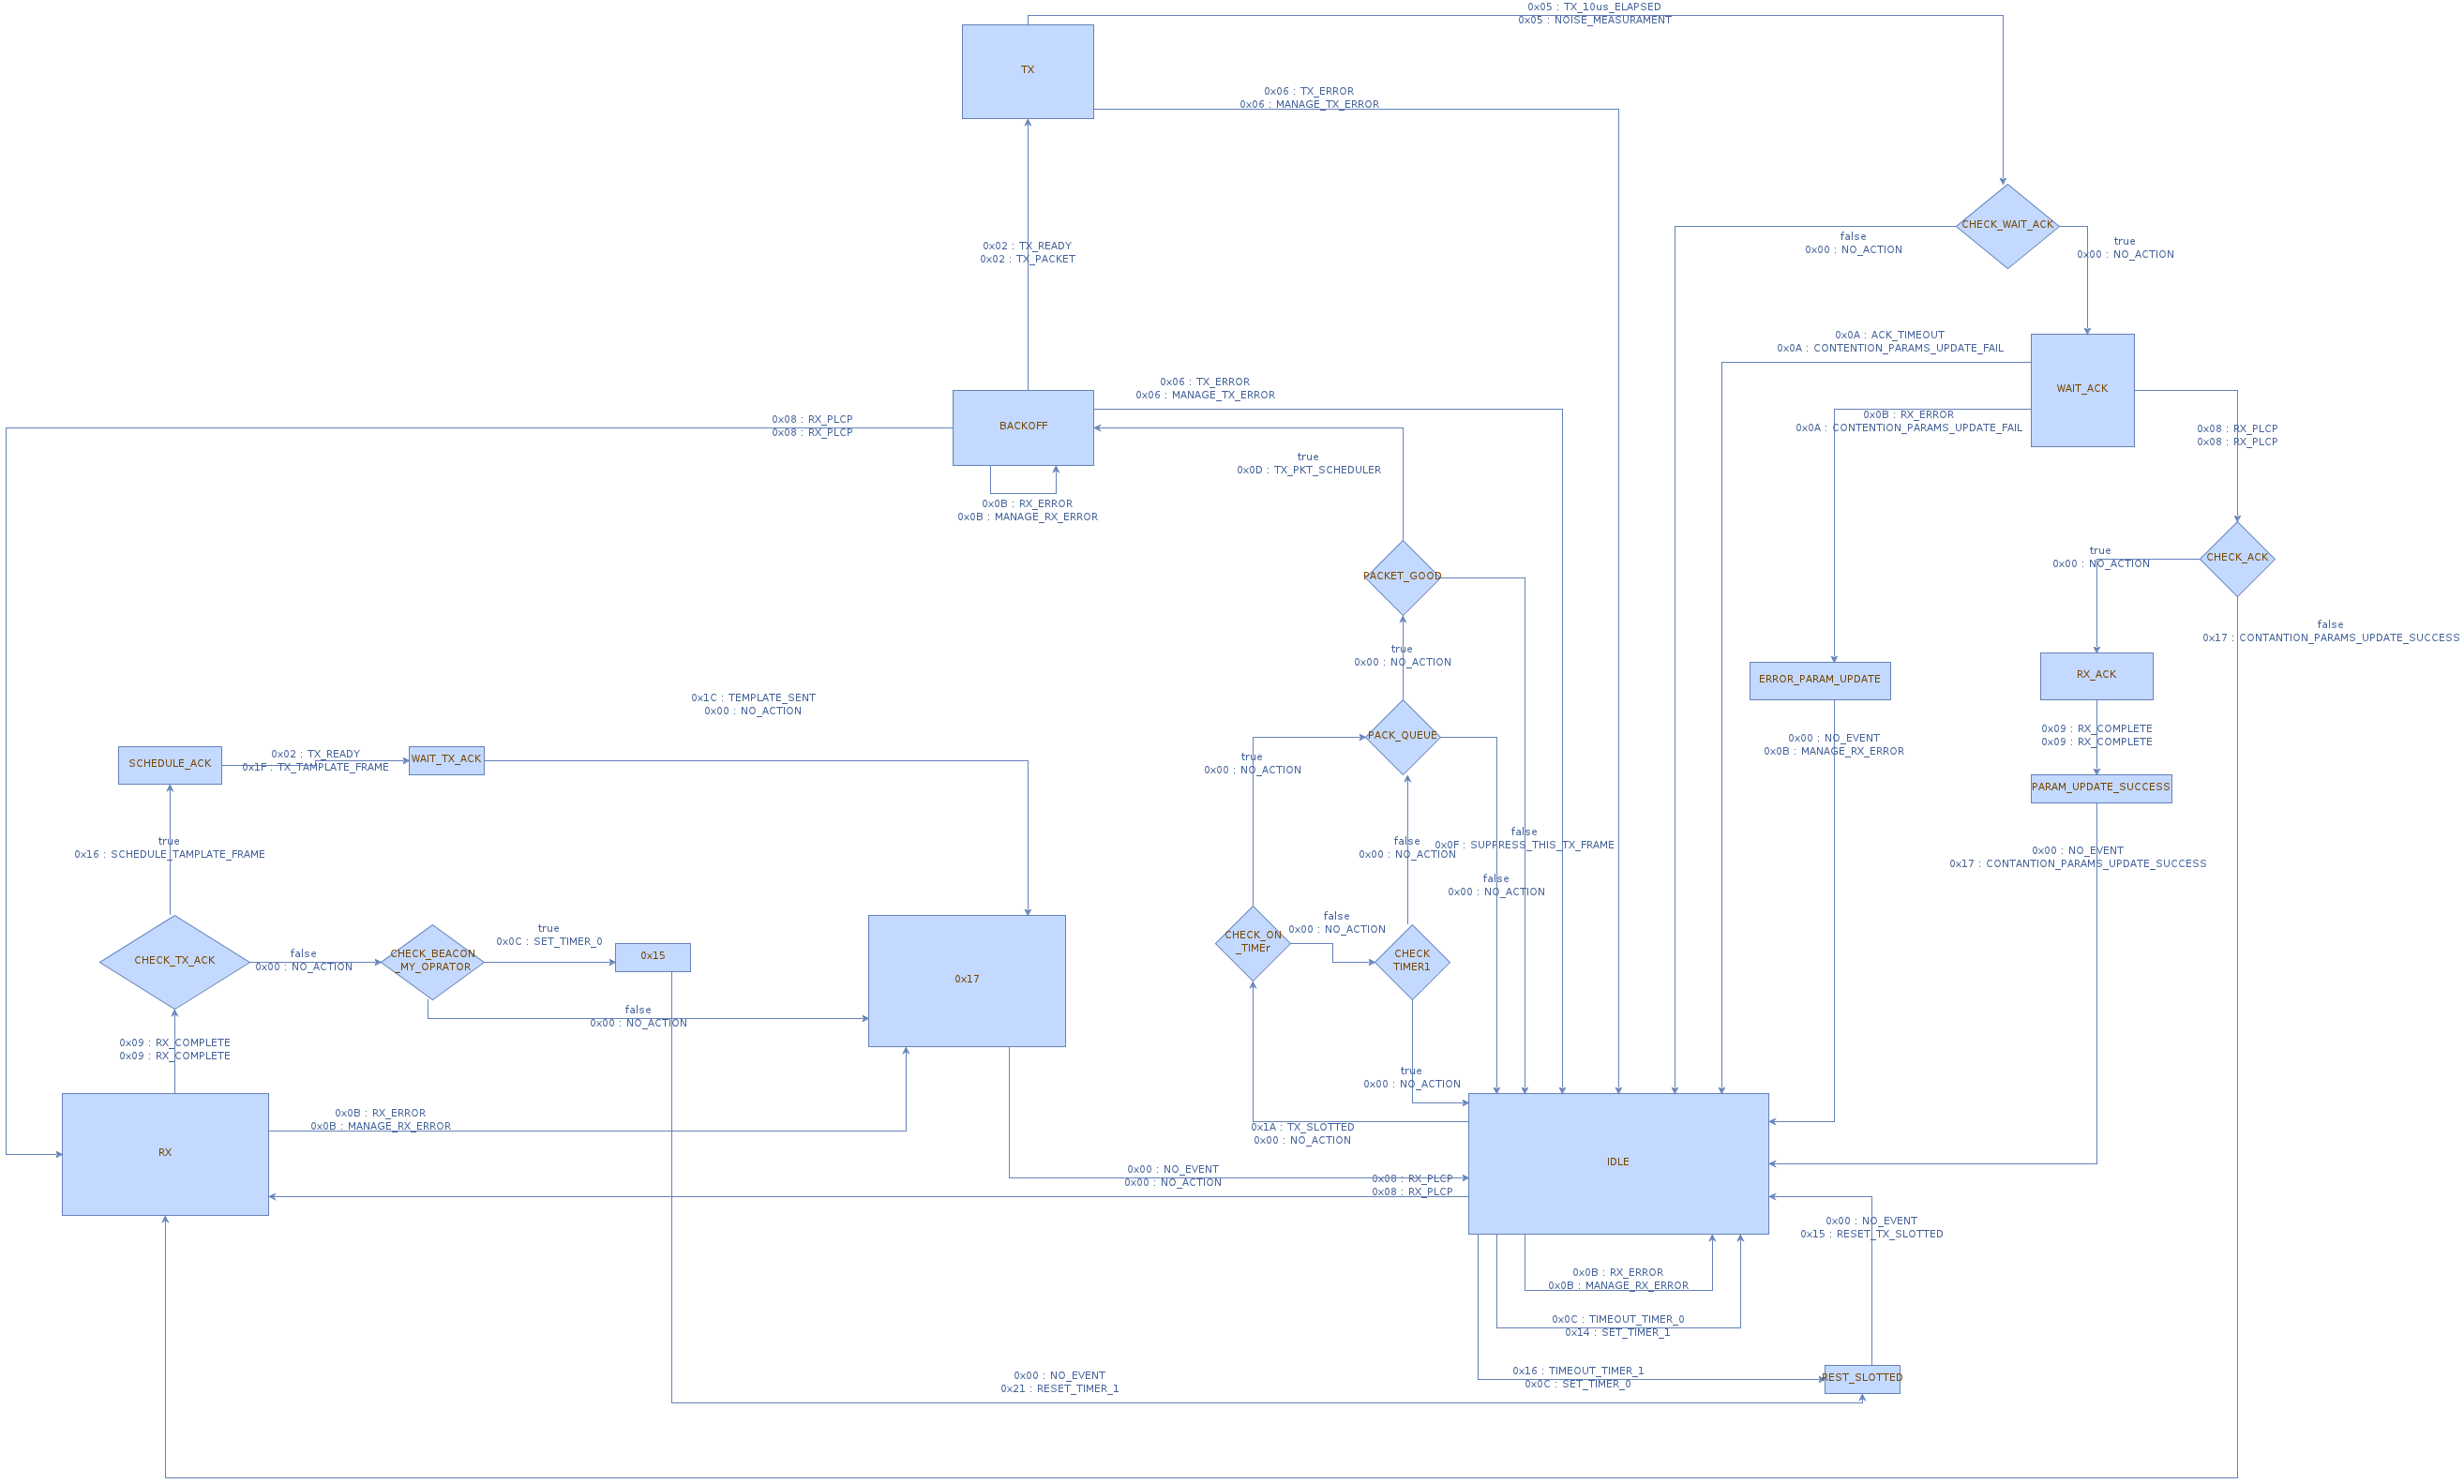 0x05 : TX_10us_ELAPSED
0x05 : NOISE_MEASURAMENT
TX
0x06 : TX_ERROR
0x06 : MANAGE_TX_ERROR
CHECK_WAIT_ACK
false
0x00 : NO_ACTION
true
0x00 : NO_ACTION
0x02 : TX_READY
0x02 : TX_PACKET
0x0A : ACK_TIMEOUT
0x0A : CONTENTION_PARAMS_UPDATE_FAIL
WAIT_ACK
0x06 : TX_ERROR
0x06 : MANAGE_TX_ERROR
0x08 : RX_PLCP
0x08 : RX_PLCP
BACKOFF
0x0B : RX_ERROR
0x0A : CONTENTION_PARAMS_UPDATE_FAIL
0x08 : RX_PLCP
0x08 : RX_PLCP
true
0x0D : TX_PKT_SCHEDULER
0x0B : RX_ERROR
0x0B : MANAGE_RX_ERROR
PACKET_GOOD
true
0x00 : NO_ACTION
CHECK_ACK
false
0x17 : CONTANTION_PARAMS_UPDATE_SUCCESS
true
0x00 : NO_ACTION
ERROR_PARAM_UPDATE
RX_ACK
0x1C : TEMPLATE_SENT
0x00 : NO_ACTION
PACK_QUEUE
0x00 : NO_EVENT
0x0B : MANAGE_RX_ERROR
0x09 : RX_COMPLETE
0x09 : RX_COMPLETE
SCHEDULE_ACK
0x02 : TX_READY
0x1F : TX_TAMPLATE_FRAME
WAIT_TX_ACK
true
0x00 : NO_ACTION
PARAM_UPDATE_SUCCESS
true
0x16 : SCHEDULE_TAMPLATE_FRAME
false
0x00 : NO_ACTION
false
0x0F : SUPPRESS_THIS_TX_FRAME
0x00 : NO_EVENT
0x17 : CONTANTION_PARAMS_UPDATE_SUCCESS
false
0x00 : NO_ACTION
CHECK_TX_ACK
false
0x00 : NO_ACTION
CHECK_BEACON
_MY_OPRATOR
true
0x0C : SET_TIMER_0
0x15
0x17
CHECK_ON
_TIMEr
false
0x00 : NO_ACTION
CHECK
TIMER1
false
0x00 : NO_ACTION
0x09 : RX_COMPLETE
0x09 : RX_COMPLETE
true
0x00 : NO_ACTION
0x0B : RX_ERROR
0x0B : MANAGE_RX_ERROR
0x1A : TX_SLOTTED
0x00 : NO_ACTION
RX
IDLE
0x00 : NO_EVENT
0x00 : NO_ACTION
0x08 : RX_PLCP
0x08 : RX_PLCP
0x00 : NO_EVENT
0x15 : RESET_TX_SLOTTED
0x0B : RX_ERROR
0x0B : MANAGE_RX_ERROR
0x0C : TIMEOUT_TIMER_0
0x14 : SET_TIMER_1
0x16 : TIMEOUT_TIMER_1
0x0C : SET_TIMER_0
REST_SLOTTED
0x00 : NO_EVENT
0x21 : RESET_TIMER_1